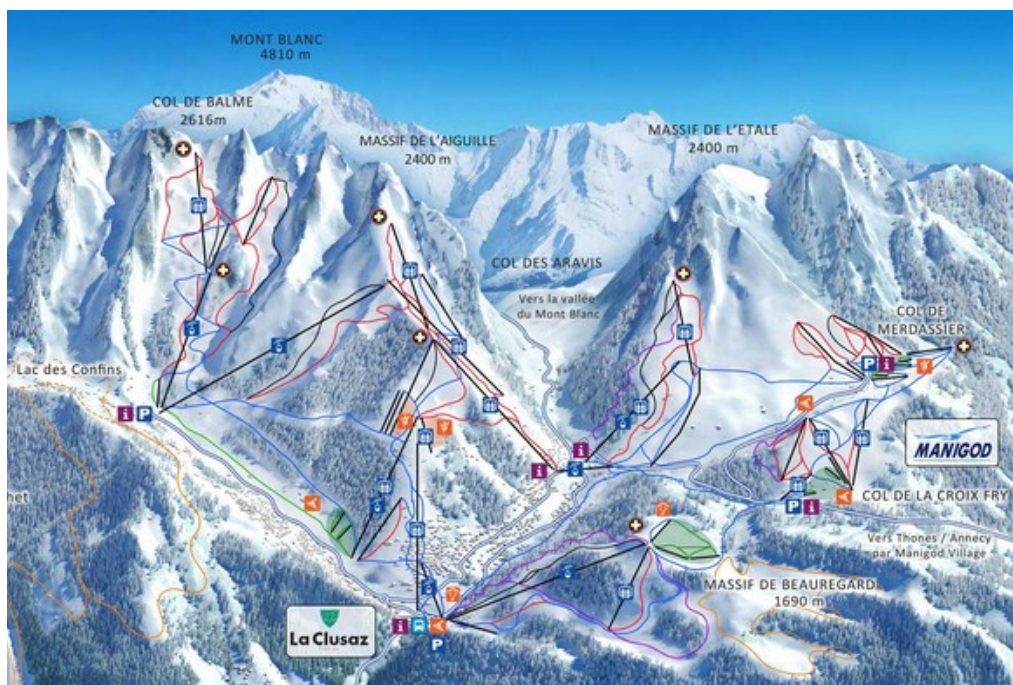 MONT BLANC
4810 m
COL DE BALME
2616m
MASSIF DE L'AIGUILLE
2400 m
MASSIF DE L'ETALE
2400 m
COL DES ARAVIS
Vers la vallée
du Mont Blanc
COL DE
MERDASSIER
Lac des Confins
i P
P i
MANIGOD
i
i
het
COL DE LA CROIX FRY
P i
Vers Thones / Annecy
par Manigod Village
MASSIF DE BEAUREGARD
1690 m
La Clusaz
i
P